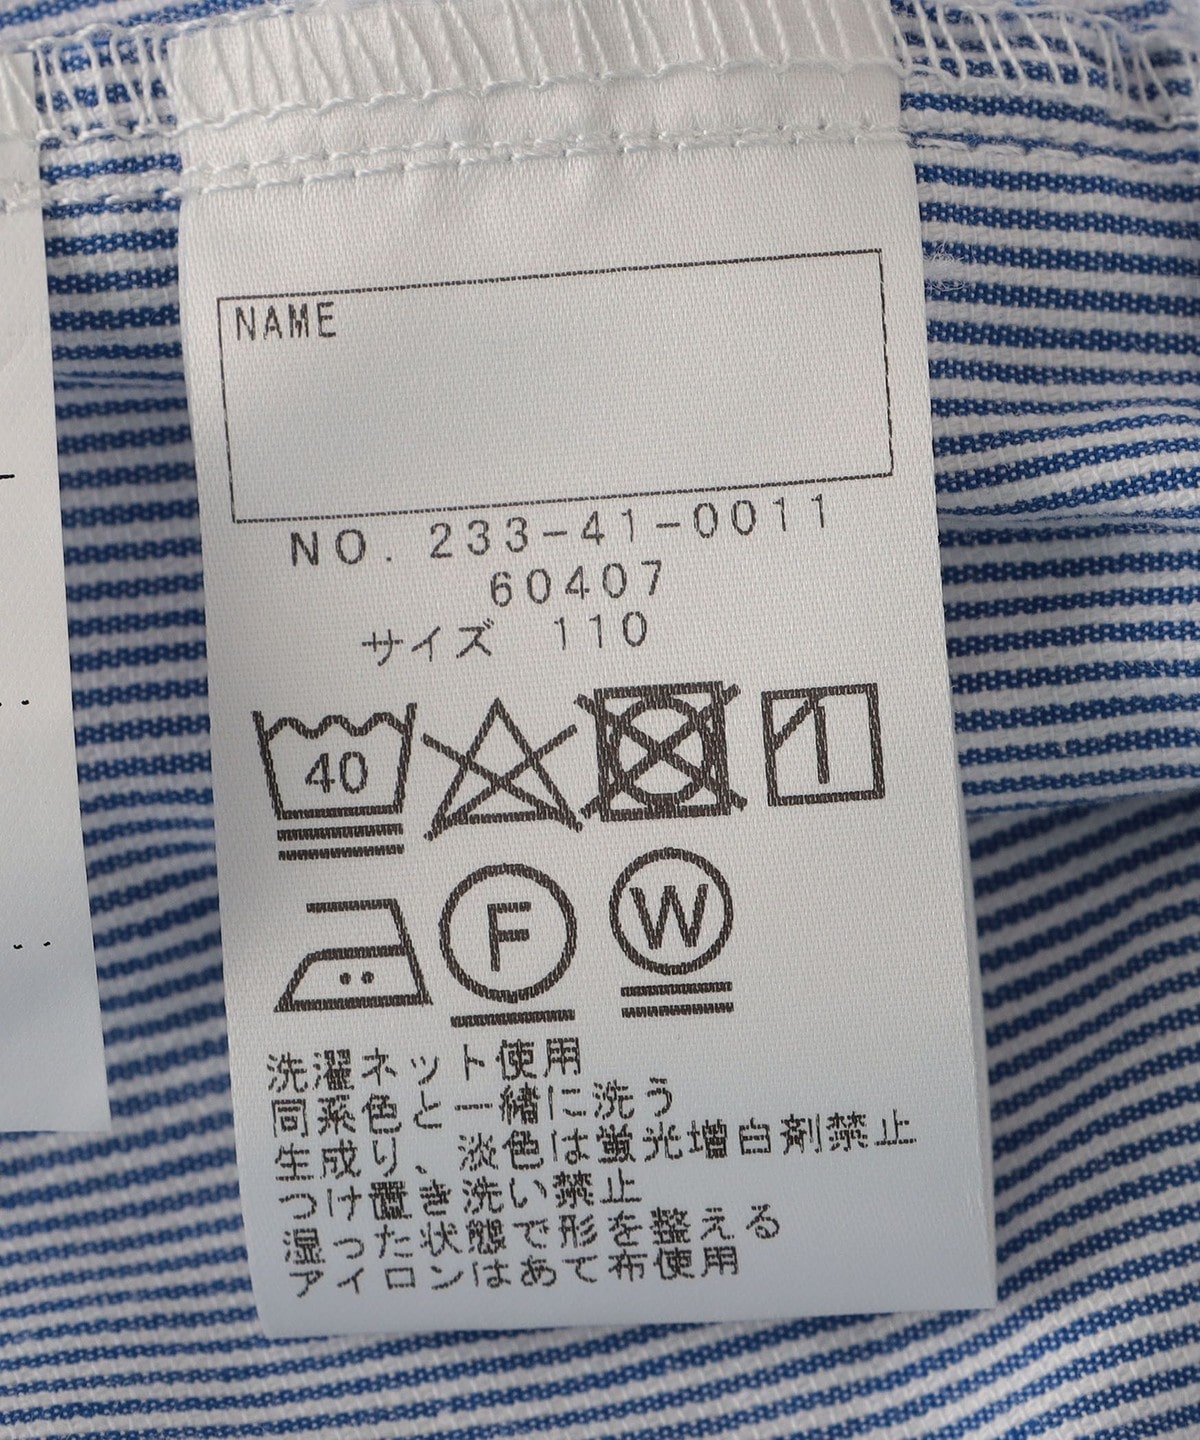 NAME
NO. 233-41-0011
60407
サイズ 110
40
F
W
洗濯ネット使用
同系色と一緒に洗う
生成り、淡色は蛍光増白剤禁止
つけ置き洗い禁止
湿った状態で形を整える
アイロンはあて布使用